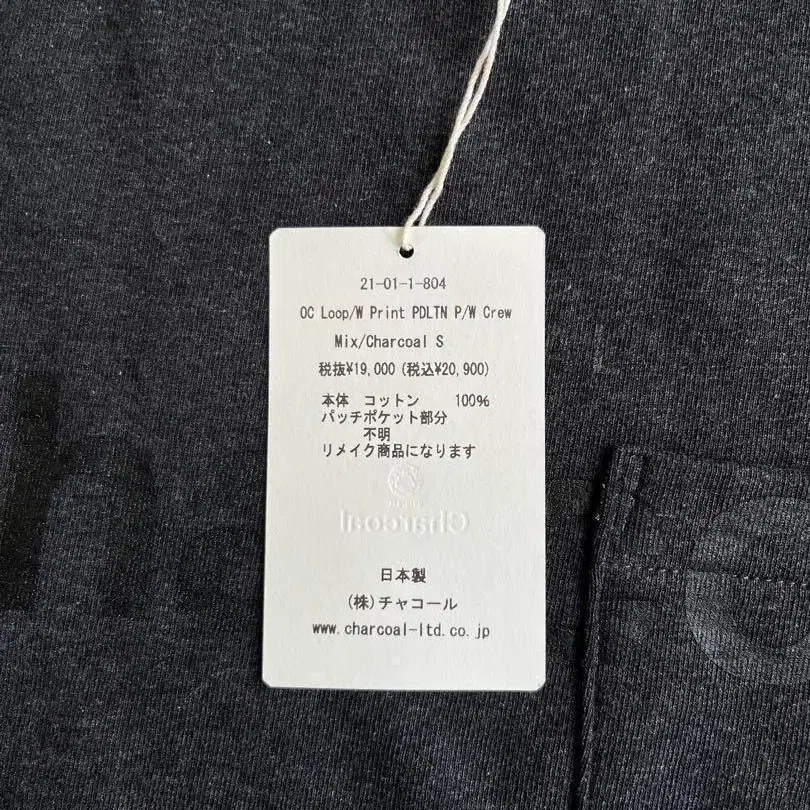 21-01-1-804
OC Loop/W Print PDLTN P/W Crew
Mix/Charcoal S
税抜¥19,000(税込¥20,900)
本体 コットン 100%
パッチポケット部分
不明
リメイク商品になります
Charcoal
日本製
(株)チャコール
www.charcoal-ltd.co.jp